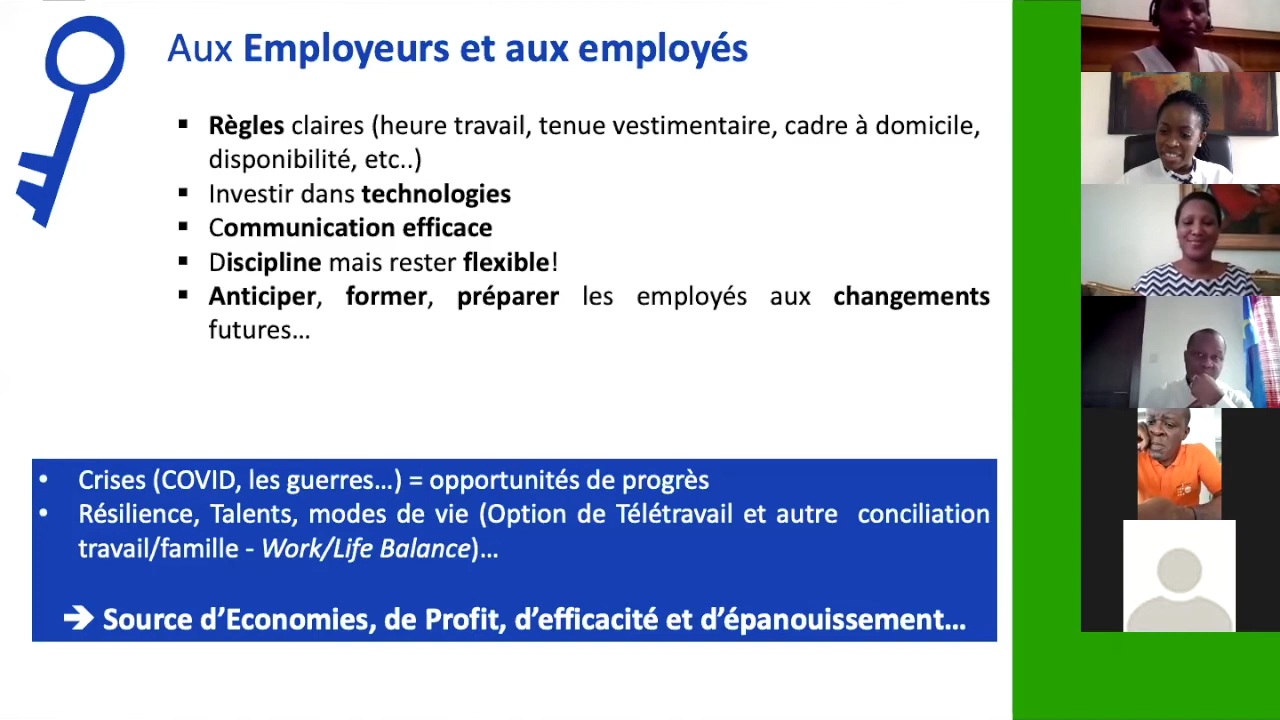 Aux Employeurs et aux employés
▪ Règles claires (heure travail, tenue vestimentaire, cadre à domicile,
disponibilité, etc..)
▪ Investir dans technologies
▪ Communication efficace
▪ Discipline mais rester flexible!
▪ Anticiper, former, préparer les employés aux changements
futures...
• Crises (COVID, les guerres...) = opportunités de progrès
• Résilience, Talents, modes de vie (Option de Télétravail et autre conciliation
travail/famille - Work/Life Balance)...
➔ Source d'Economies, de Profit, d'efficacité et d'épanouissement...